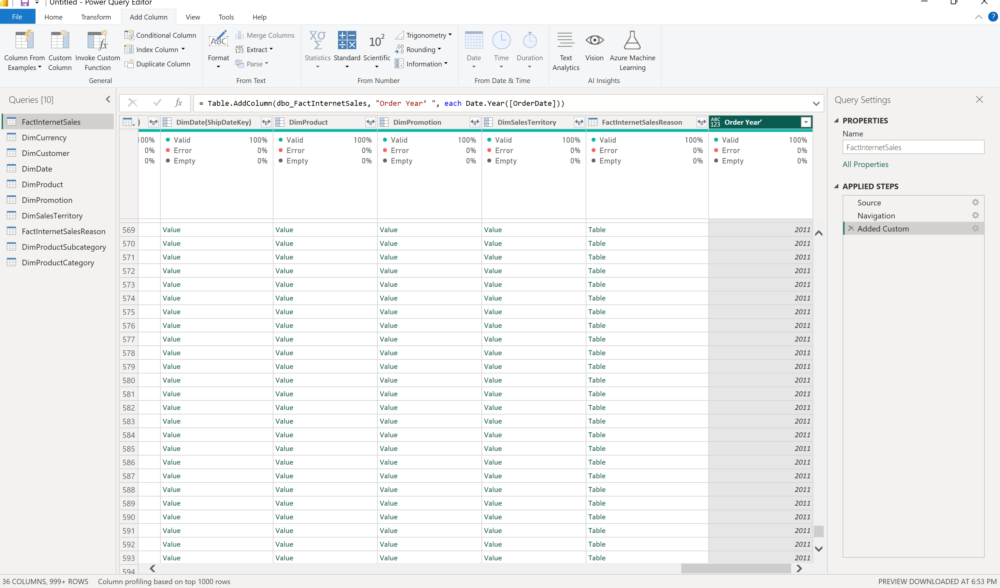 Untitled - Power Query Editor
File Home Transform Add Column View Tools Help
Column From Examples
Custom Column
Invoke Custom Function
Conditional Column
Index Column
Duplicate Column
General
Format
Merge Columns
Extract
Parse
From Text
Statistics
Standard
Scientific
Trigonometry
Rounding
Information
From Number
Date
Time
Duration
From Date & Time
Text Analytics
Vision
Azure Machine Learning
AI Insights
Queries [10]
FactInternetSales
DimCurrency
DimCustomer
DimDate
DimProduct
DimPromotion
DimSalesTerritory
FactInternetSalesReason
DimProductSubcategory
DimProductCategory
fx = Table.AddColumn(dbo_FactInternetSales, "Order Year’ ", each Date.Year([OrderDate]))
) DimDate(ShipDateKey) DimProduct DimPromotion DimSalesTerritory FactInternetSalesReason ABC 123 Order Year’
100% Valid 100% Valid 100% Valid 100% Valid 100% Valid 100% Valid 100%
0% Error 0% Error 0% Error 0% Error 0% Error 0% Error 0%
0% Empty 0% Empty 0% Empty 0% Empty 0% Empty 0% Empty 0%
569 Value Value Value Value Table 2011
570 Value Value Value Value Table 2011
571 Value Value Value Value Table 2011
572 Value Value Value Value Table 2011
573 Value Value Value Value Table 2011
574 Value Value Value Value Table 2011
575 Value Value Value Value Table 2011
576 Value Value Value Value Table 2011
577 Value Value Value Value Table 2011
578 Value Value Value Value Table 2011
579 Value Value Value Value Table 2011
580 Value Value Value Value Table 2011
581 Value Value Value Value Table 2011
582 Value Value Value Value Table 2011
583 Value Value Value Value Table 2011
584 Value Value Value Value Table 2011
585 Value Value Value Value Table 2011
586 Value Value Value Value Table 2011
587 Value Value Value Value Table 2011
588 Value Value Value Value Table 2011
589 Value Value Value Value Table 2011
590 Value Value Value Value Table 2011
591 Value Value Value Value Table 2011
592 Value Value Value Value Table 2011
593 Value Value Value Value Table 2011
594
Query Settings
PROPERTIES
Name
FactInternetSales
All Properties
APPLIED STEPS
Source
Navigation
Added Custom
36 COLUMNS, 999+ ROWS Column profiling based on top 1000 rows
PREVIEW DOWNLOADED AT 6:53 PM